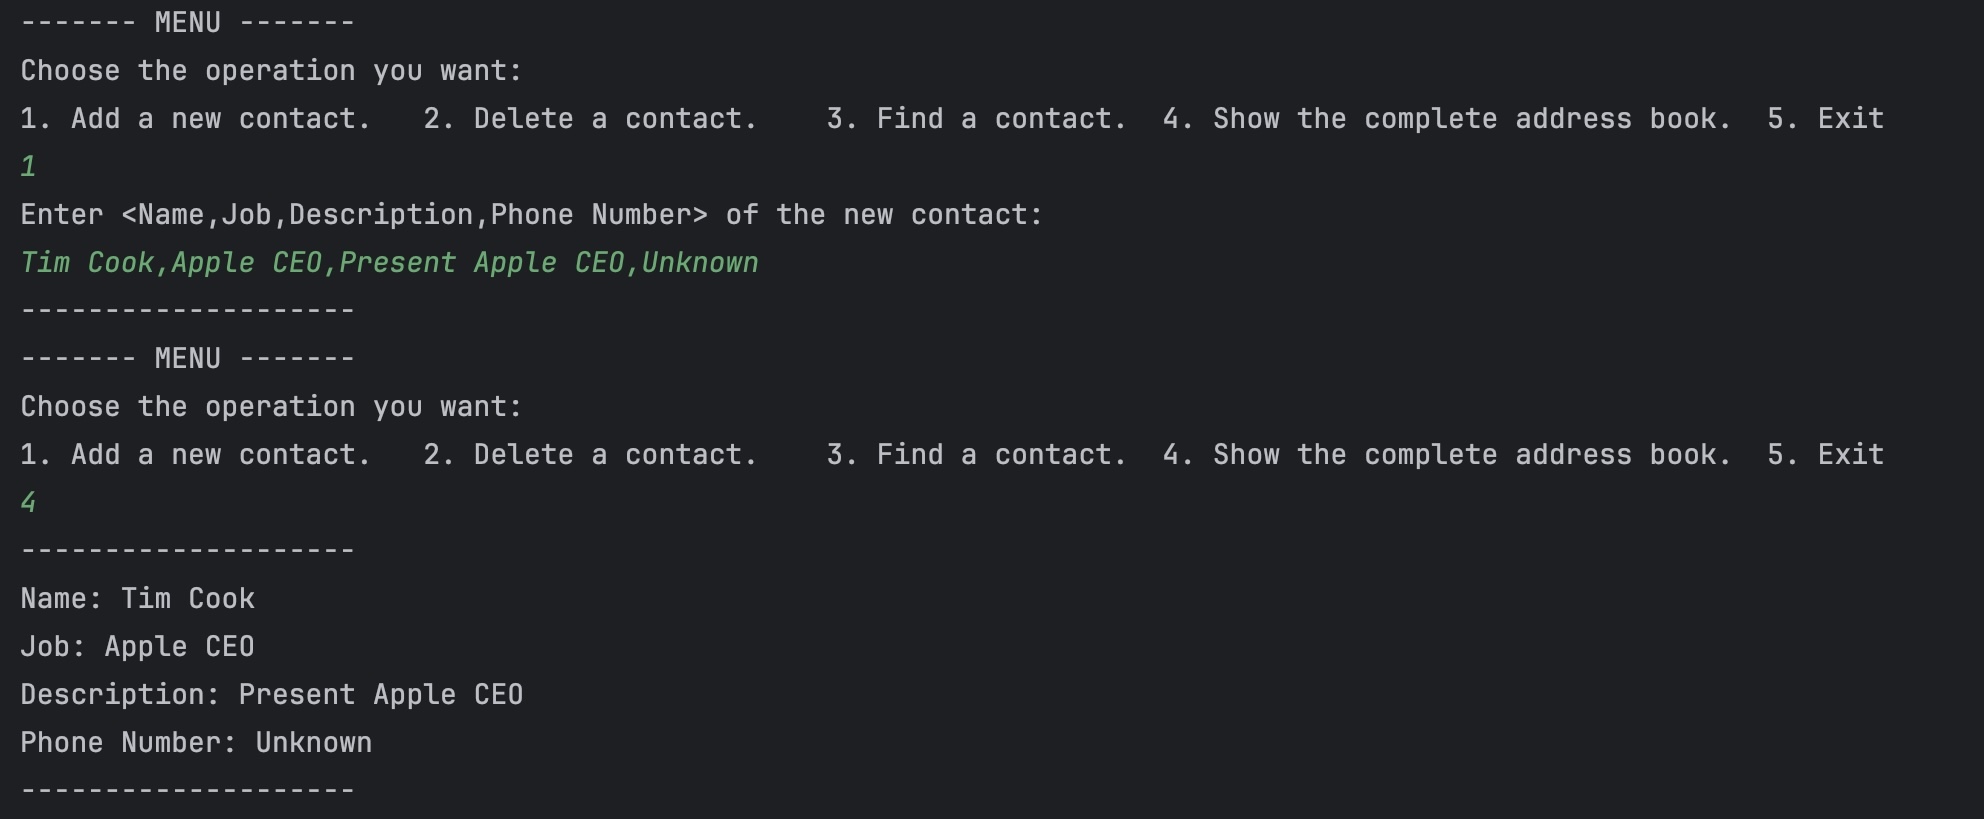 ------- MENU -------
Choose the operation you want:
1. Add a new contact.   2. Delete a contact.    3. Find a contact.  4. Show the complete address book.  5. Exit
1
Enter <Name,Job,Description,Phone Number> of the new contact:
Tim Cook,Apple CEO,Present Apple CEO,Unknown
--------------------
------- MENU -------
Choose the operation you want:
1. Add a new contact.   2. Delete a contact.    3. Find a contact.  4. Show the complete address book.  5. Exit
4
--------------------
Name: Tim Cook
Job: Apple CEO
Description: Present Apple CEO
Phone Number: Unknown
--------------------